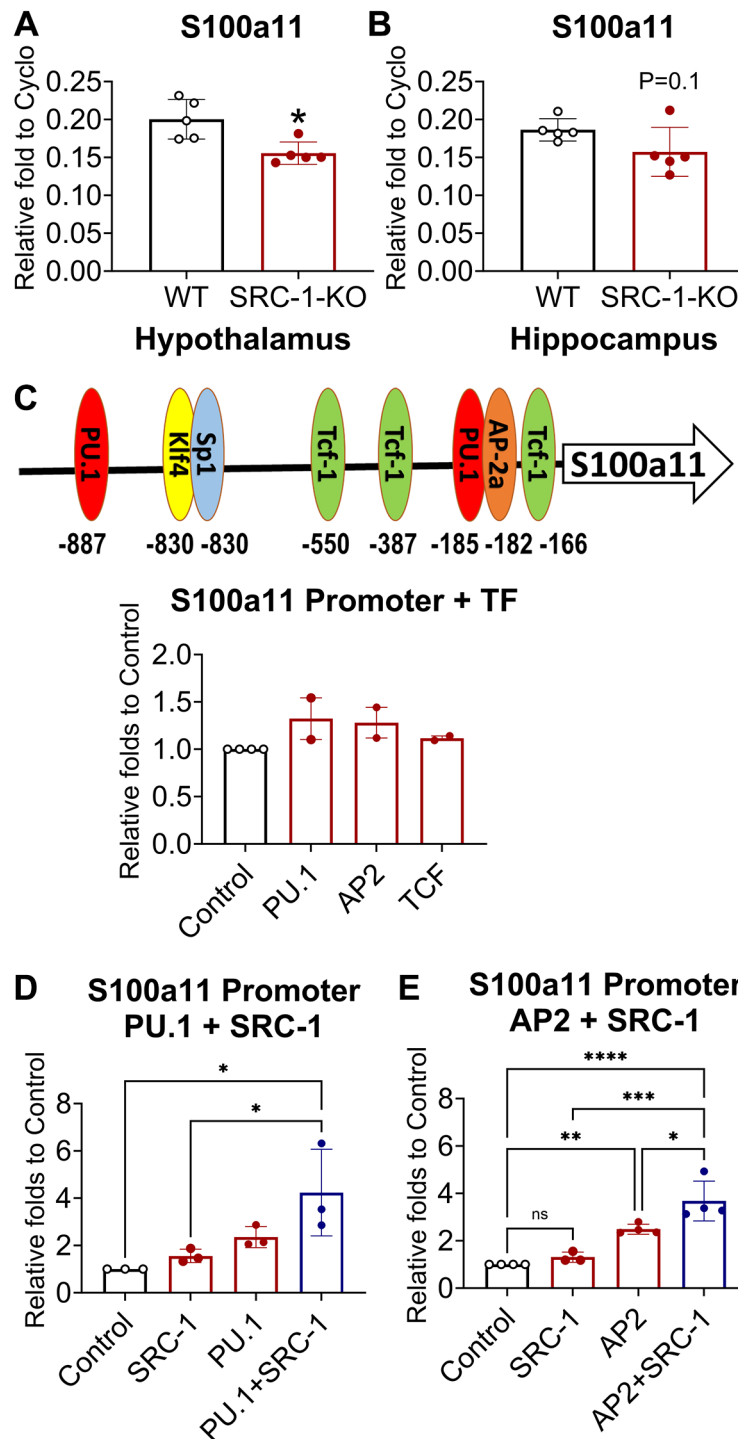 A
S100a11
Relative fold to Cyclo
0.25
0.20
0.15
0.10
0.05
0.00
*
WT
SRC-1-KO
Hypothalamus
B
S100a11
Relative fold to Cyclo
0.25
0.20
0.15
0.10
0.05
0.00
P=0.1
WT
SRC-1-KO
Hippocampus
C
PU.1
Klf4
Sp1
Tcf-1
Tcf-1
PU.1
AP-2a
Tcf-1
S100a11
-887
-830
-830
-550
-387
-185
-182
-166
S100a11 Promoter + TF
Relative folds to Control
2.0
1.5
1.0
0.5
0.0
Control
PU.1
AP2
TCF
D
S100a11 Promoter
PU.1 + SRC-1
Relative folds to Control
8
6
4
2
0
*
*
Control
SRC-1
PU.1
PU.1+SRC-1
E
S100a11 Promoter
AP2 + SRC-1
Relative folds to Control
8
6
4
2
0
****
***
**
*
ns
Control
SRC-1
AP2
AP2+SRC-1